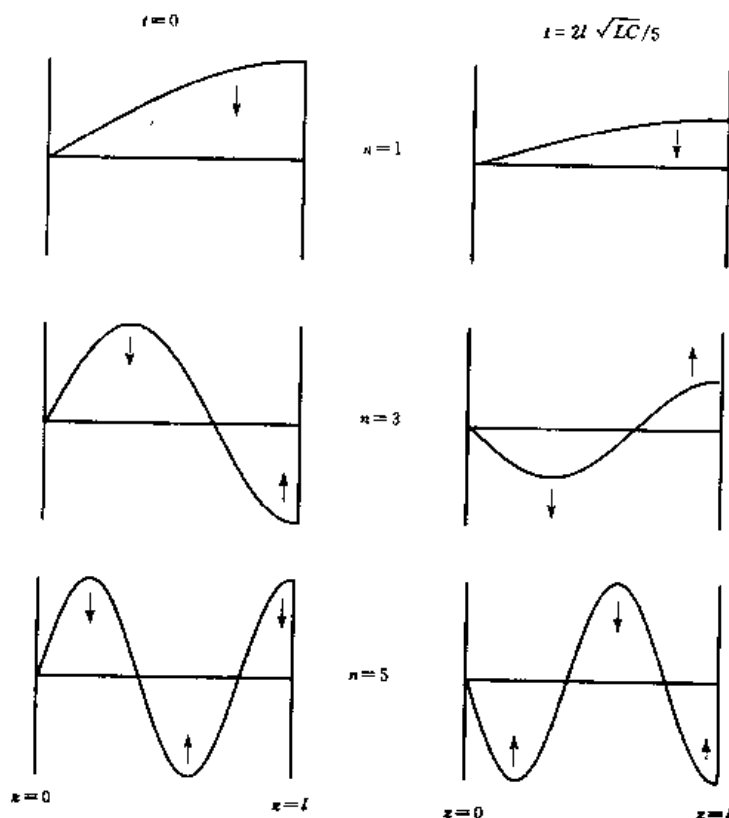 t = 0
t = 2l √LC/5
n = 1
n = 3
n = 5
z = 0
z = l
z = 0
z = l